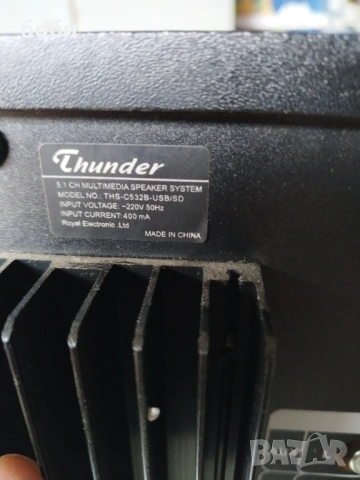 Thunder
5.1 CH MULTIMEDIA SPEAKER SYSTEM
MODEL NO.: THS-C532B-USB/SD
INPUT VOLTAGE: ~220V 50Hz
INPUT CURRENT: 400 mA
Royal Electronic .Ltd
MADE IN CHINA
BAZAR